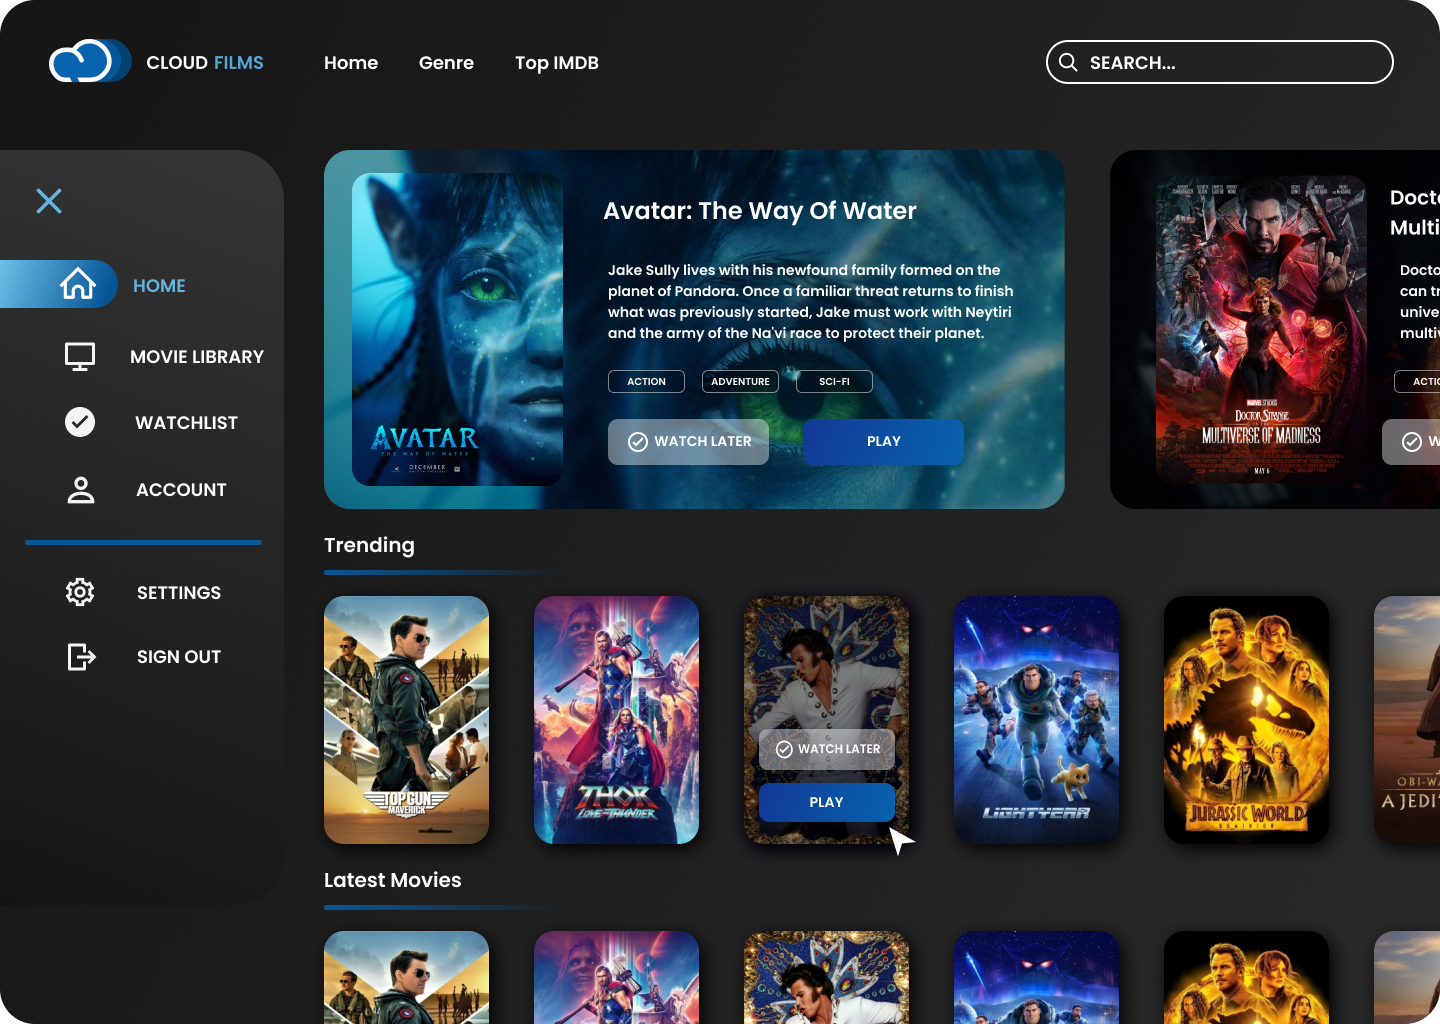 CLOUD FILMS
Home
Genre
Top IMDB
SEARCH...
HOME
MOVIE LIBRARY
WATCHLIST
ACCOUNT
SETTINGS
SIGN OUT
AVATAR
THE WAY OF WATER
DECEMBER
Avatar: The Way Of Water
Jake Sully lives with his newfound family formed on the
planet of Pandora. Once a familiar threat returns to finish
what was previously started, Jake must work with Neytiri
and the army of the Na'vi race to protect their planet.
ACTION
ADVENTURE
SCI-FI
WATCH LATER
PLAY
MARVEL STUDIOS
DOCTOR STRANGE
IN THE
MULTIVERSE OF MADNESS
MAY 6
Docto
Multi
Docto
can tr
unive
multiv
ACTIO
W
Trending
TOP GUN
MAVERICK
THOR
LOVE AND THUNDER
WATCH LATER
PLAY
LIGHTYEAR
JURASSIC WORLD
DOMINION
OBI-WA
A JEDI
Latest Movies